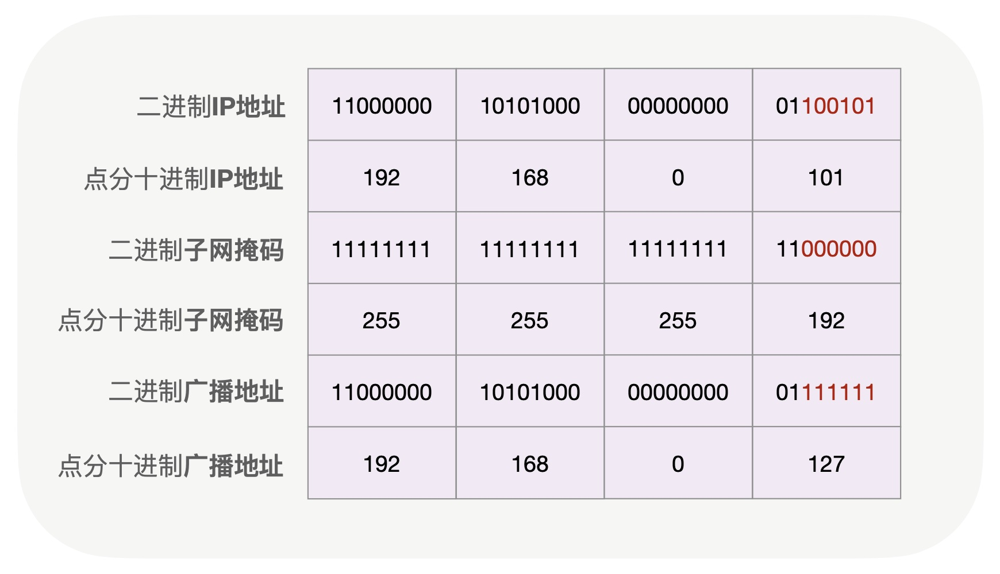 二进制IP地址 11000000 10101000 00000000 01100101
点分十进制IP地址 192 168 0 101
二进制子网掩码 11111111 11111111 11111111 11000000
点分十进制子网掩码 255 255 255 192
二进制广播地址 11000000 10101000 00000000 01111111
点分十进制广播地址 192 168 0 127